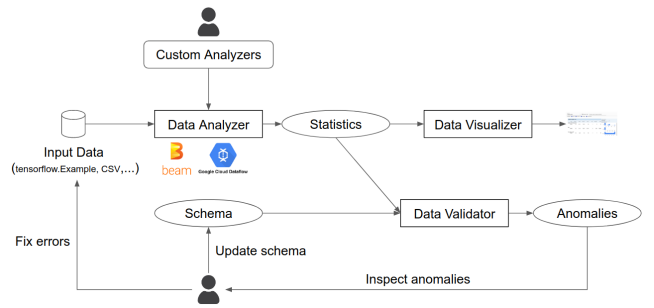 Custom Analyzers
Data Analyzer
Statistics
Data Visualizer
Input Data
(tensorflow.Example, CSV,...)
beam
Google Cloud Dataflow
Schema
Data Validator
Anomalies
Fix errors
Update schema
Inspect anomalies